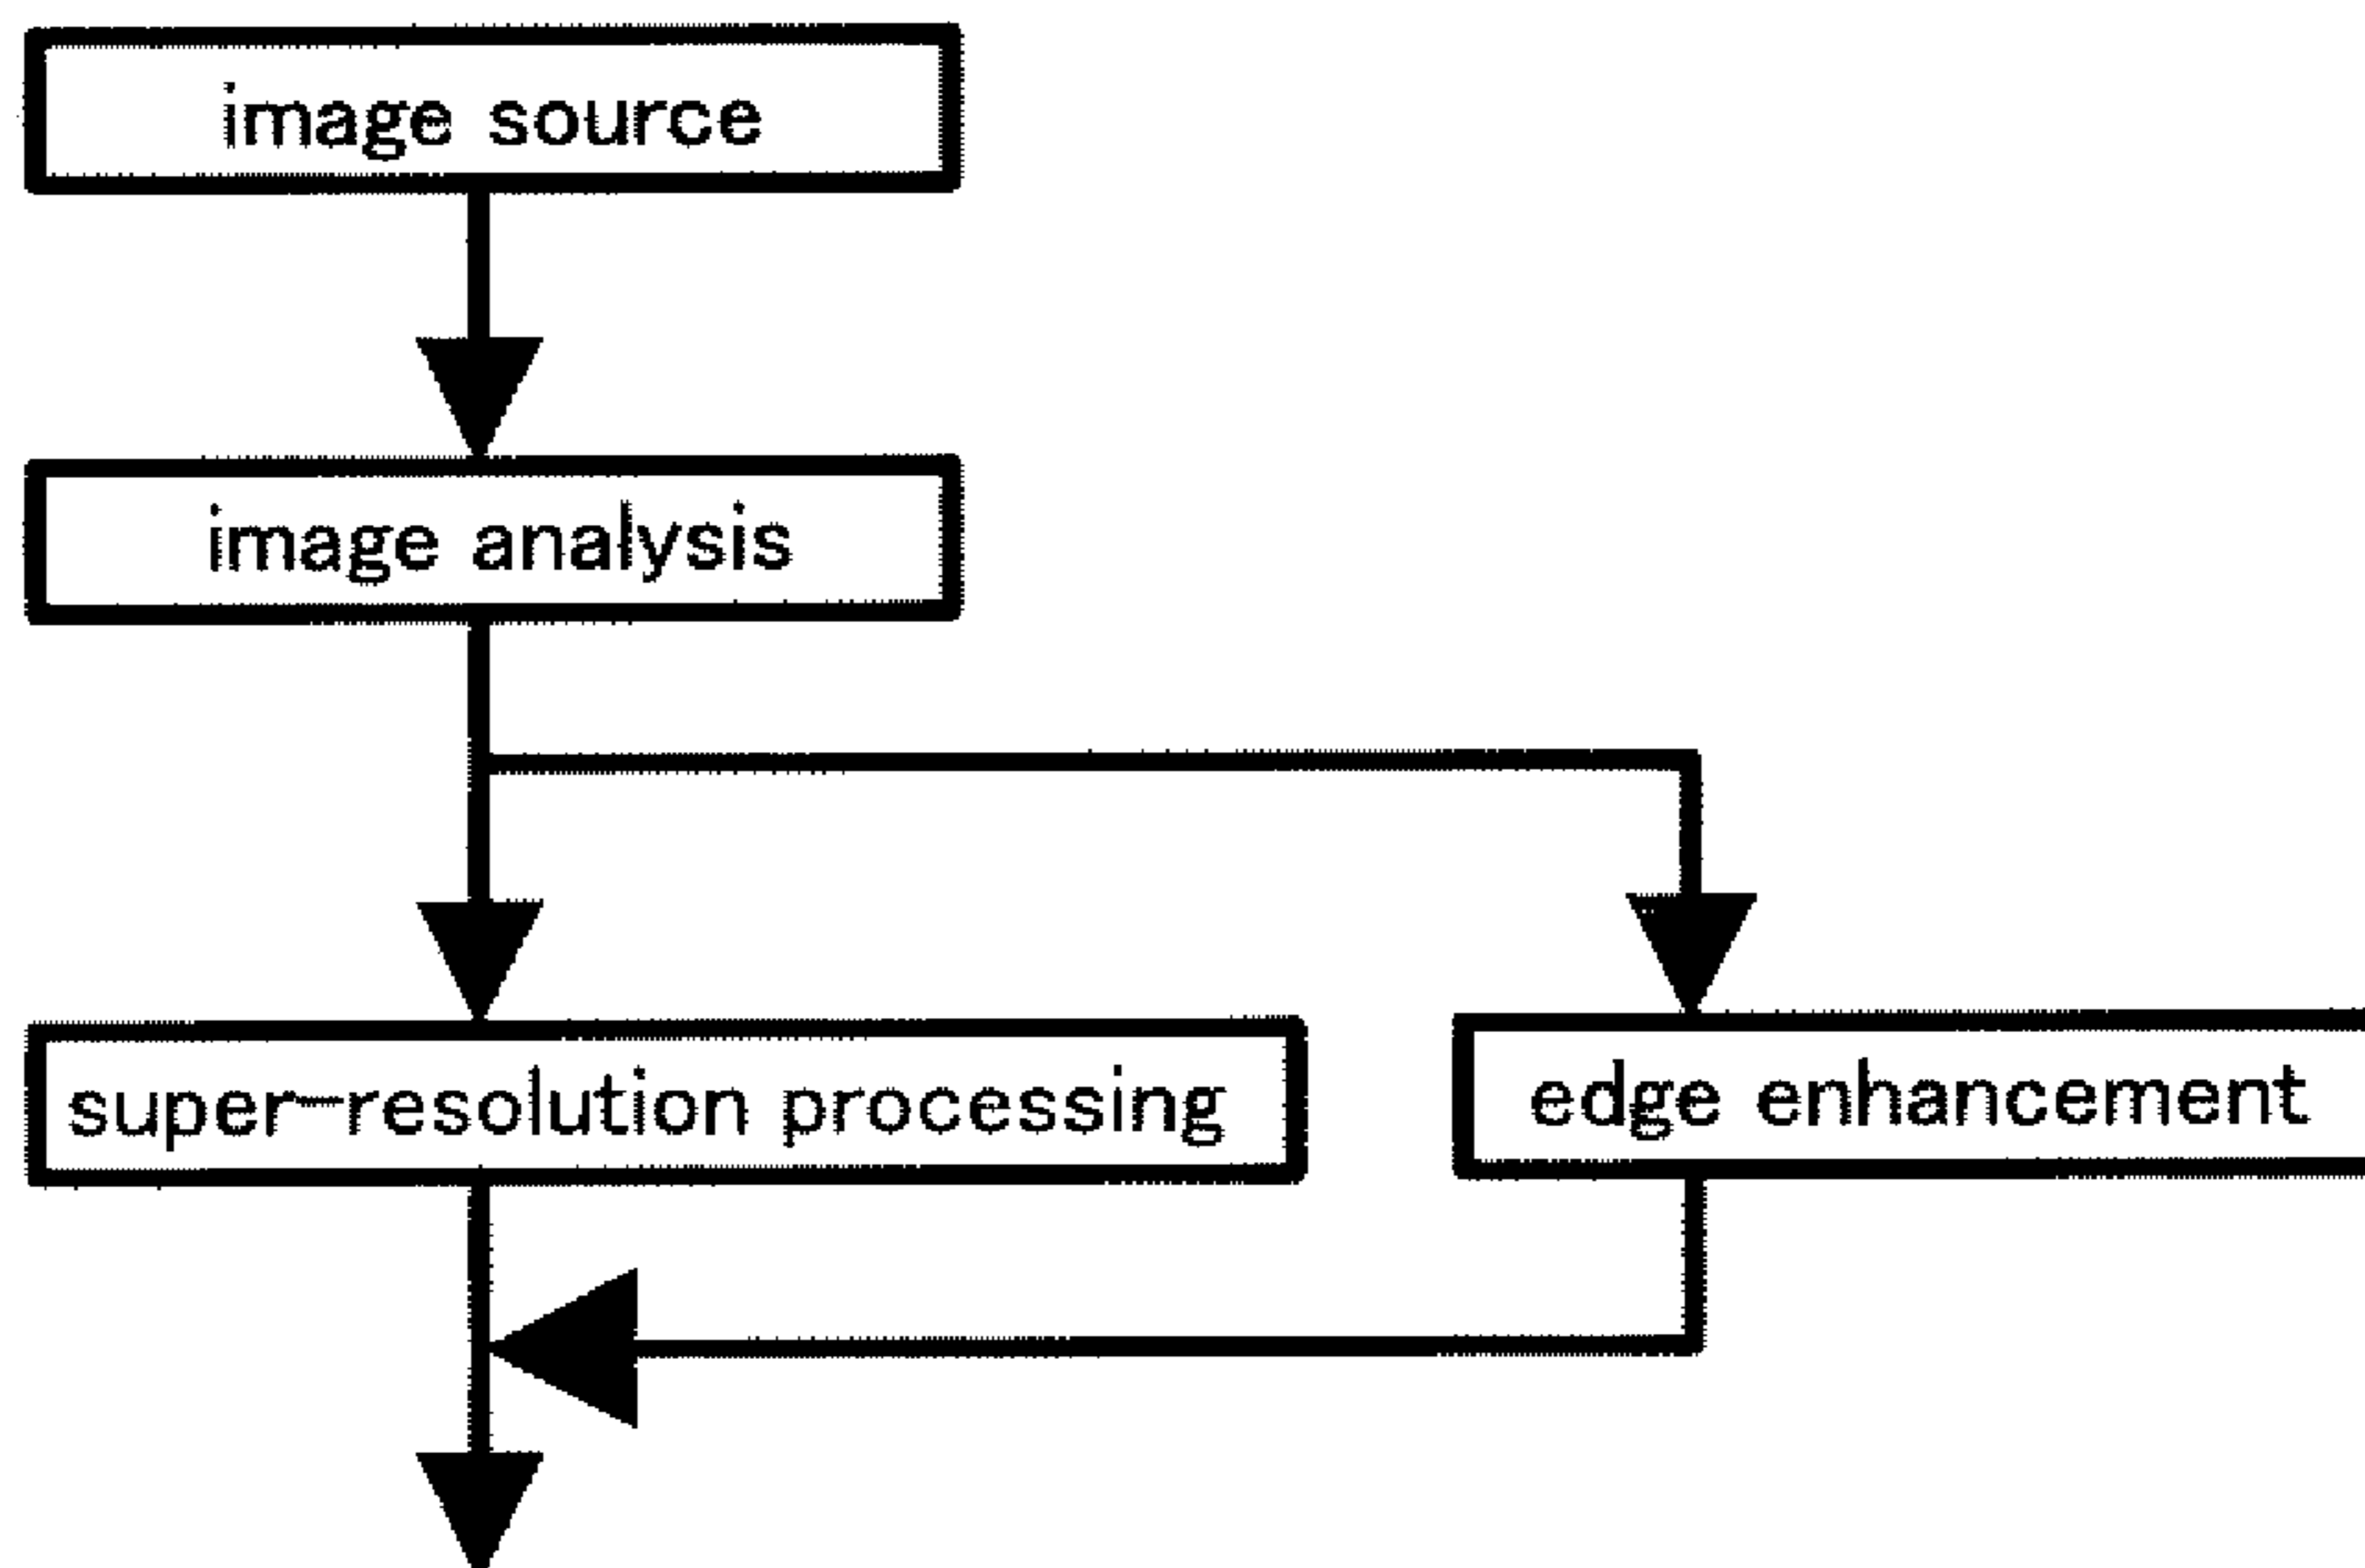 image source
image analysis
super-resolution processing
edge enhancement